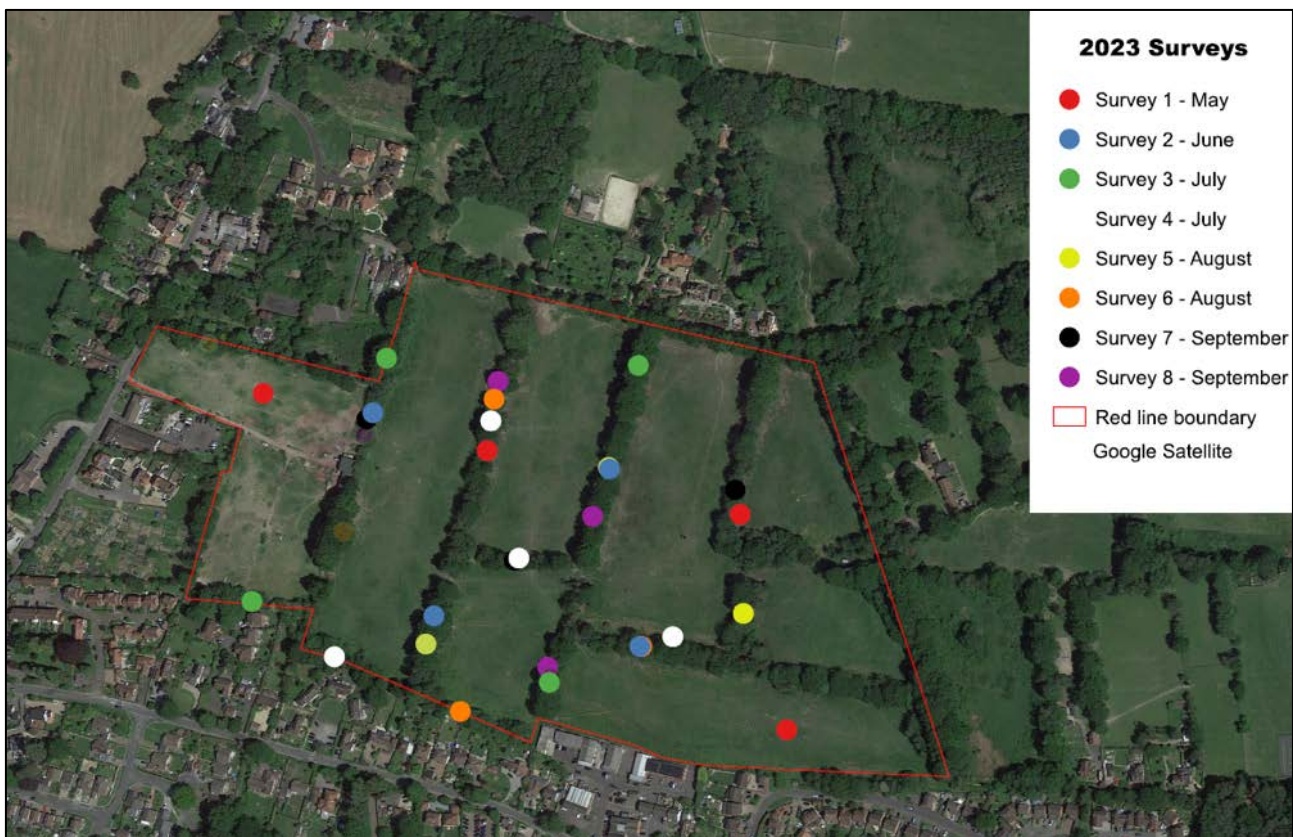 2023 Surveys
Survey 1 - May
Survey 2 - June
Survey 3 - July
Survey 4 - July
Survey 5 - August
Survey 6 - August
Survey 7 - September
Survey 8 - September
Red line boundary
Google Satellite